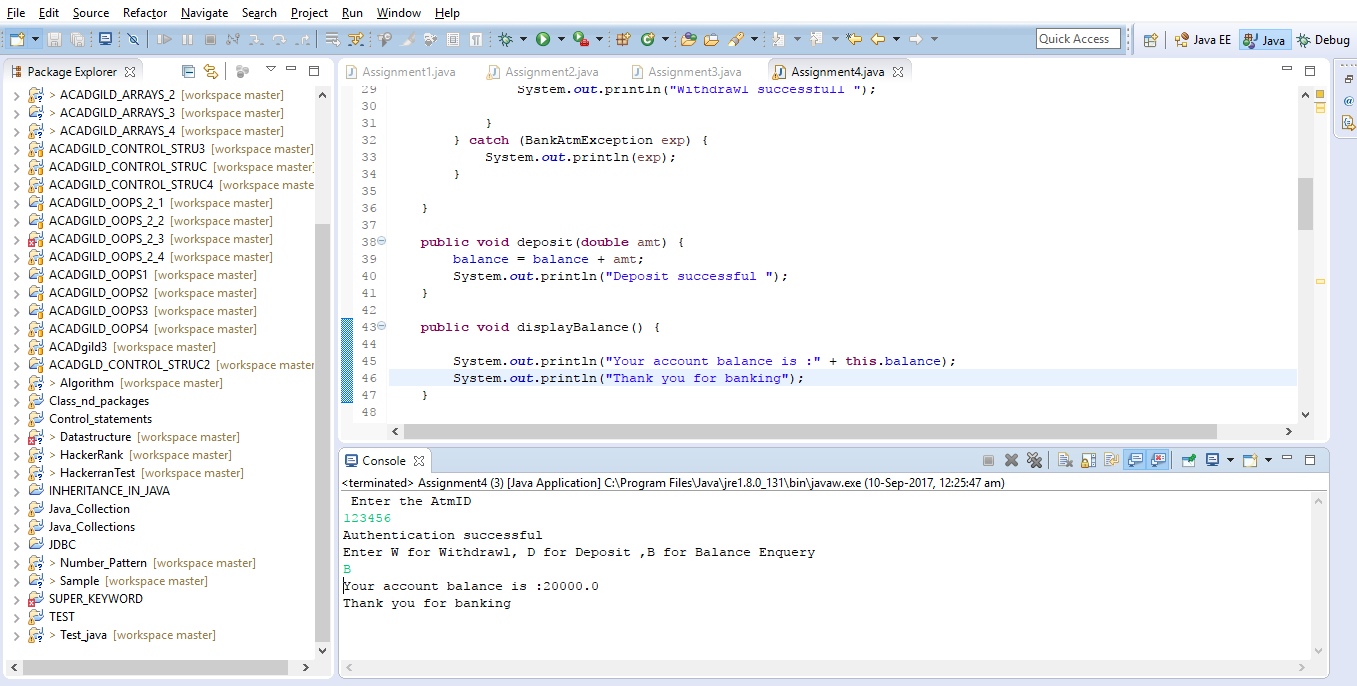 File Edit Source Refactor Navigate Search Project Run Window Help
Quick Access Java EE Java Debug
Package Explorer
> ACADGILD_ARRAYS_2 [workspace master]
> ACADGILD_ARRAYS_3 [workspace master]
> ACADGILD_ARRAYS_4 [workspace master]
ACADGILD_CONTROL_STRU3 [workspace master]
ACADGILD_CONTROL_STRUC [workspace master]
ACADGILD_CONTROL_STRUC4 [workspace maste
ACADGILD_OOPS_2_1 [workspace master]
ACADGILD_OOPS_2_2 [workspace master]
ACADGILD_OOPS_2_3 [workspace master]
ACADGILD_OOPS_2_4 [workspace master]
ACADGILD_OOPS1 [workspace master]
ACADGILD_OOPS2 [workspace master]
ACADGILD_OOPS3 [workspace master]
ACADGILD_OOPS4 [workspace master]
ACADgild3 [workspace master]
ACADGLD_CONTROL_STRUC2 [workspace master
> Algorithm [workspace master]
Class_nd_packages
Control_statements
> Datastructure [workspace master]
> HackerRank [workspace master]
> HackerranTest [workspace master]
INHERITANCE_IN_JAVA
Java_Collection
Java_Collections
JDBC
> Number_Pattern [workspace master]
> Sample [workspace master]
SUPER_KEYWORD
TEST
> Test_java [workspace master]
Assignment1.java Assignment2.java Assignment3.java Assignment4.java
29 System.out.println("Withdrawl successfull ");
30
31 }
32 } catch (BankAtmException exp) {
33 System.out.println(exp);
34 }
35
36 }
37
38 public void deposit(double amt) {
39 balance = balance + amt;
40 System.out.println("Deposit successful ");
41 }
42
43 public void displayBalance() {
44
45 System.out.println("Your account balance is :" + this.balance);
46 System.out.println("Thank you for banking");
47 }
48
Console
<terminated> Assignment4 (3) [Java Application] C:\Program Files\Java\jre1.8.0_131\bin\javaw.exe (10-Sep-2017, 12:25:47 am)
Enter the AtmID
123456
Authentication successful
Enter W for Withdrawl, D for Deposit ,B for Balance Enquery
B
Your account balance is :20000.0
Thank you for banking